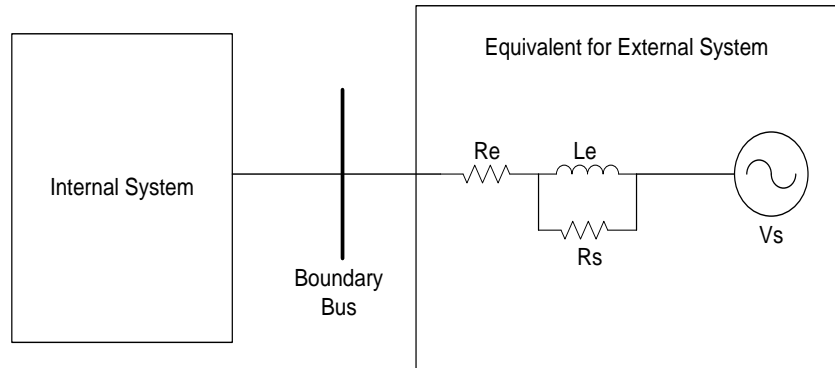 Equivalent for External System
Re
Le
Internal System
Rs
Vs
Boundary
Bus